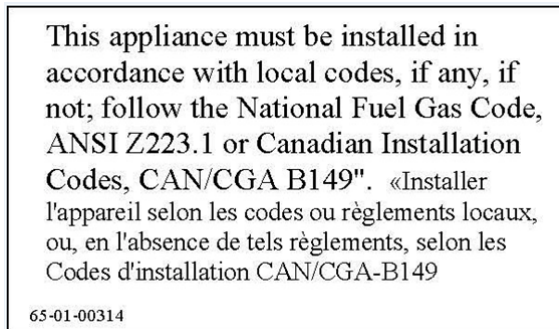 This appliance must be installed in
accordance with local codes, if any, if
not; follow the National Fuel Gas Code,
ANSI Z223.1 or Canadian Installation
Codes, CAN/CGA B149". «Installer
l'appareil selon les codes ou règlements locaux,
ou, en l'absence de tels règlements, selon les
Codes d'installation CAN/CGA-B149
65-01-00314